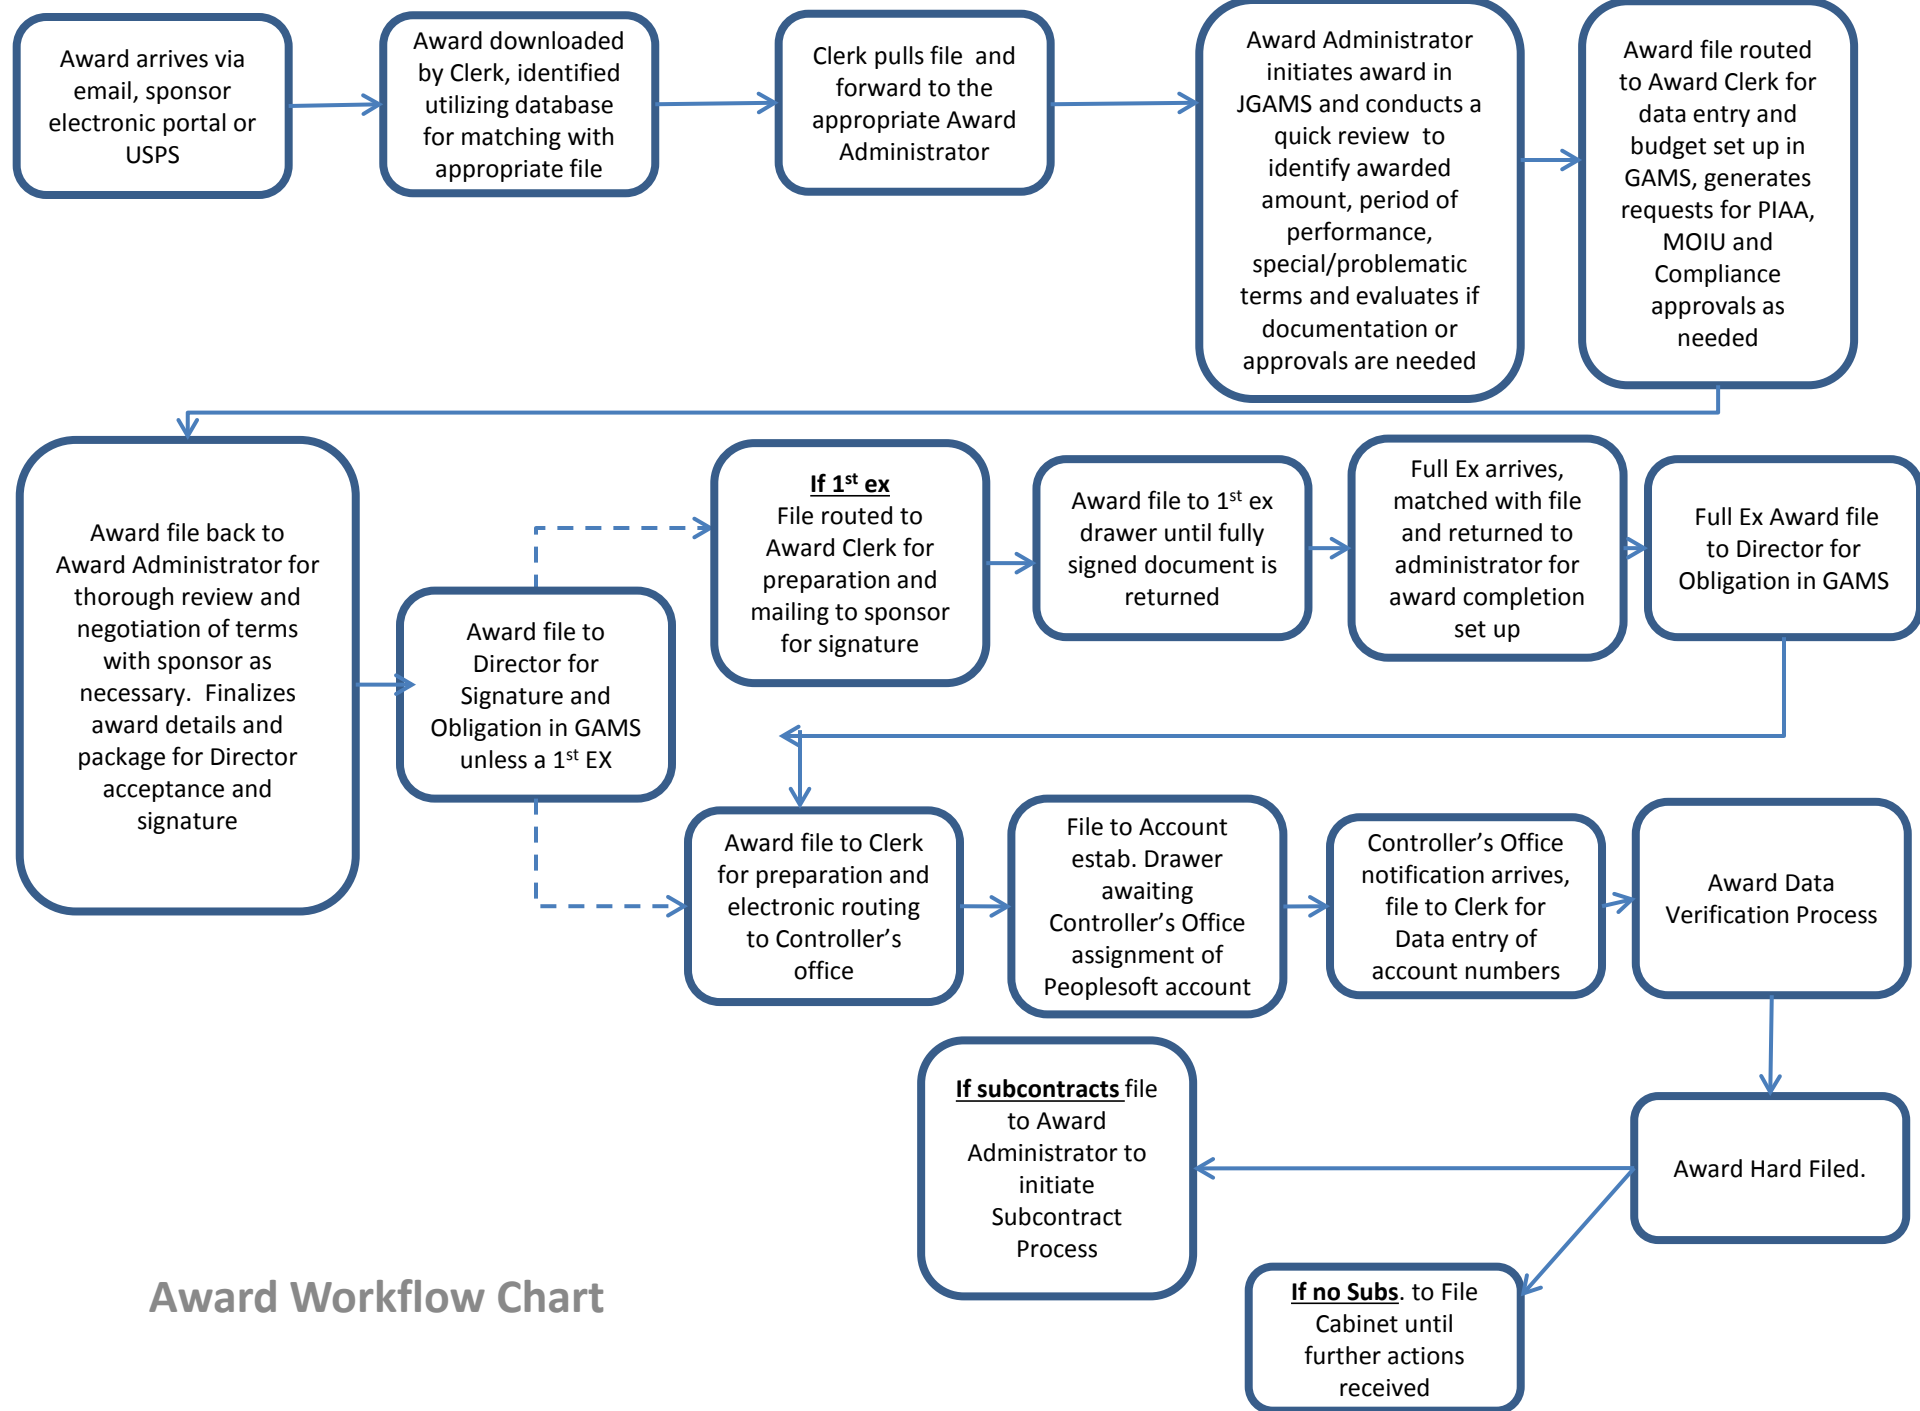 Award arrives via
email, sponsor
electronic portal or
USPS
Award downloaded
by Clerk, identified
utilizing database
for matching with
appropriate file
Clerk pulls file and
forward to the
appropriate Award
Administrator
Award Administrator
initiates award in
JGAMS and conducts a
quick review to
identify awarded
amount, period of
performance,
special/problematic
terms and evaluates if
documentation or
approvals are needed
Award file routed
to Award Clerk for
data entry and
budget set up in
GAMS, generates
requests for PIAA,
MOIU and
Compliance
approvals as
needed
Award file back to
Award Administrator for
thorough review and
negotiation of terms
with sponsor as
necessary. Finalizes
award details and
package for Director
acceptance and
signature
Award file to
Director for
Signature and
Obligation in GAMS
unless a 1st EX
If 1st ex
File routed to
Award Clerk for
preparation and
mailing to sponsor
for signature
Award file to 1st ex
drawer until fully
signed document is
returned
Full Ex arrives,
matched with file
and returned to
administrator for
award completion
set up
Full Ex Award file
to Director for
Obligation in GAMS
Award file to Clerk
for preparation and
electronic routing
to Controller’s
office
File to Account
estab. Drawer
awaiting
Controller’s Office
assignment of
Peoplesoft account
Controller’s Office
notification arrives,
file to Clerk for
Data entry of
account numbers
Award Data
Verification Process
Award Hard Filed.
If subcontracts file
to Award
Administrator to
initiate
Subcontract
Process
If no Subs. to File
Cabinet until
further actions
received
Award Workflow Chart